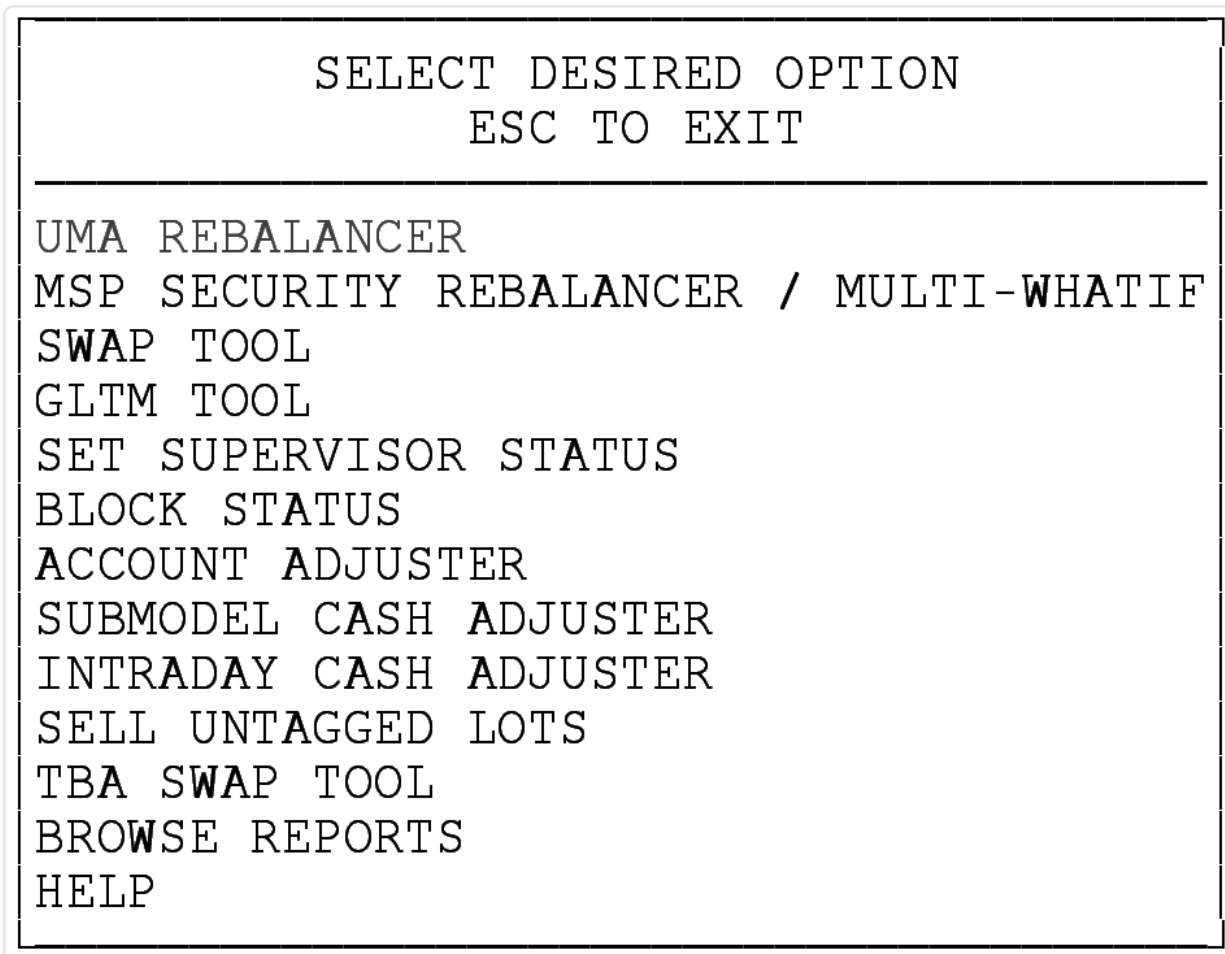 SELECT DESIRED OPTION
ESC TO EXIT
UMA REBALANCER
MSP SECURITY REBALANCER / MULTI-WHATIF
SWAP TOOL
GLTM TOOL
SET SUPERVISOR STATUS
BLOCK STATUS
ACCOUNT ADJUSTER
SUBMODEL CASH ADJUSTER
INTRADAY CASH ADJUSTER
SELL UNTAGGED LOTS
TBA SWAP TOOL
BROWSE REPORTS
HELP